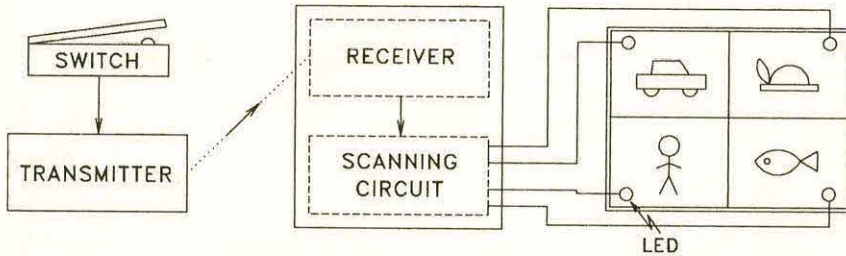 SWITCH
TRANSMITTER
RECEIVER
SCANNING
CIRCUIT
LED